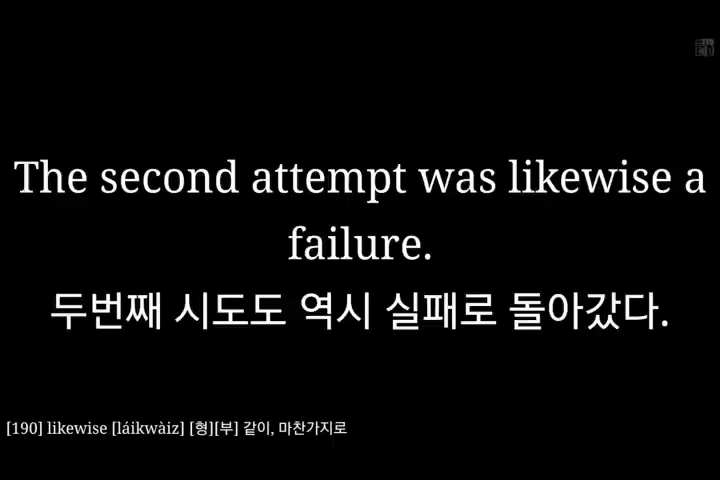 The second attempt was likewise a
failure.
두번째 시도도 역시 실패로 돌아갔다.
[190] likewise [láikwàiz] [형][부] 같이, 마찬가지로